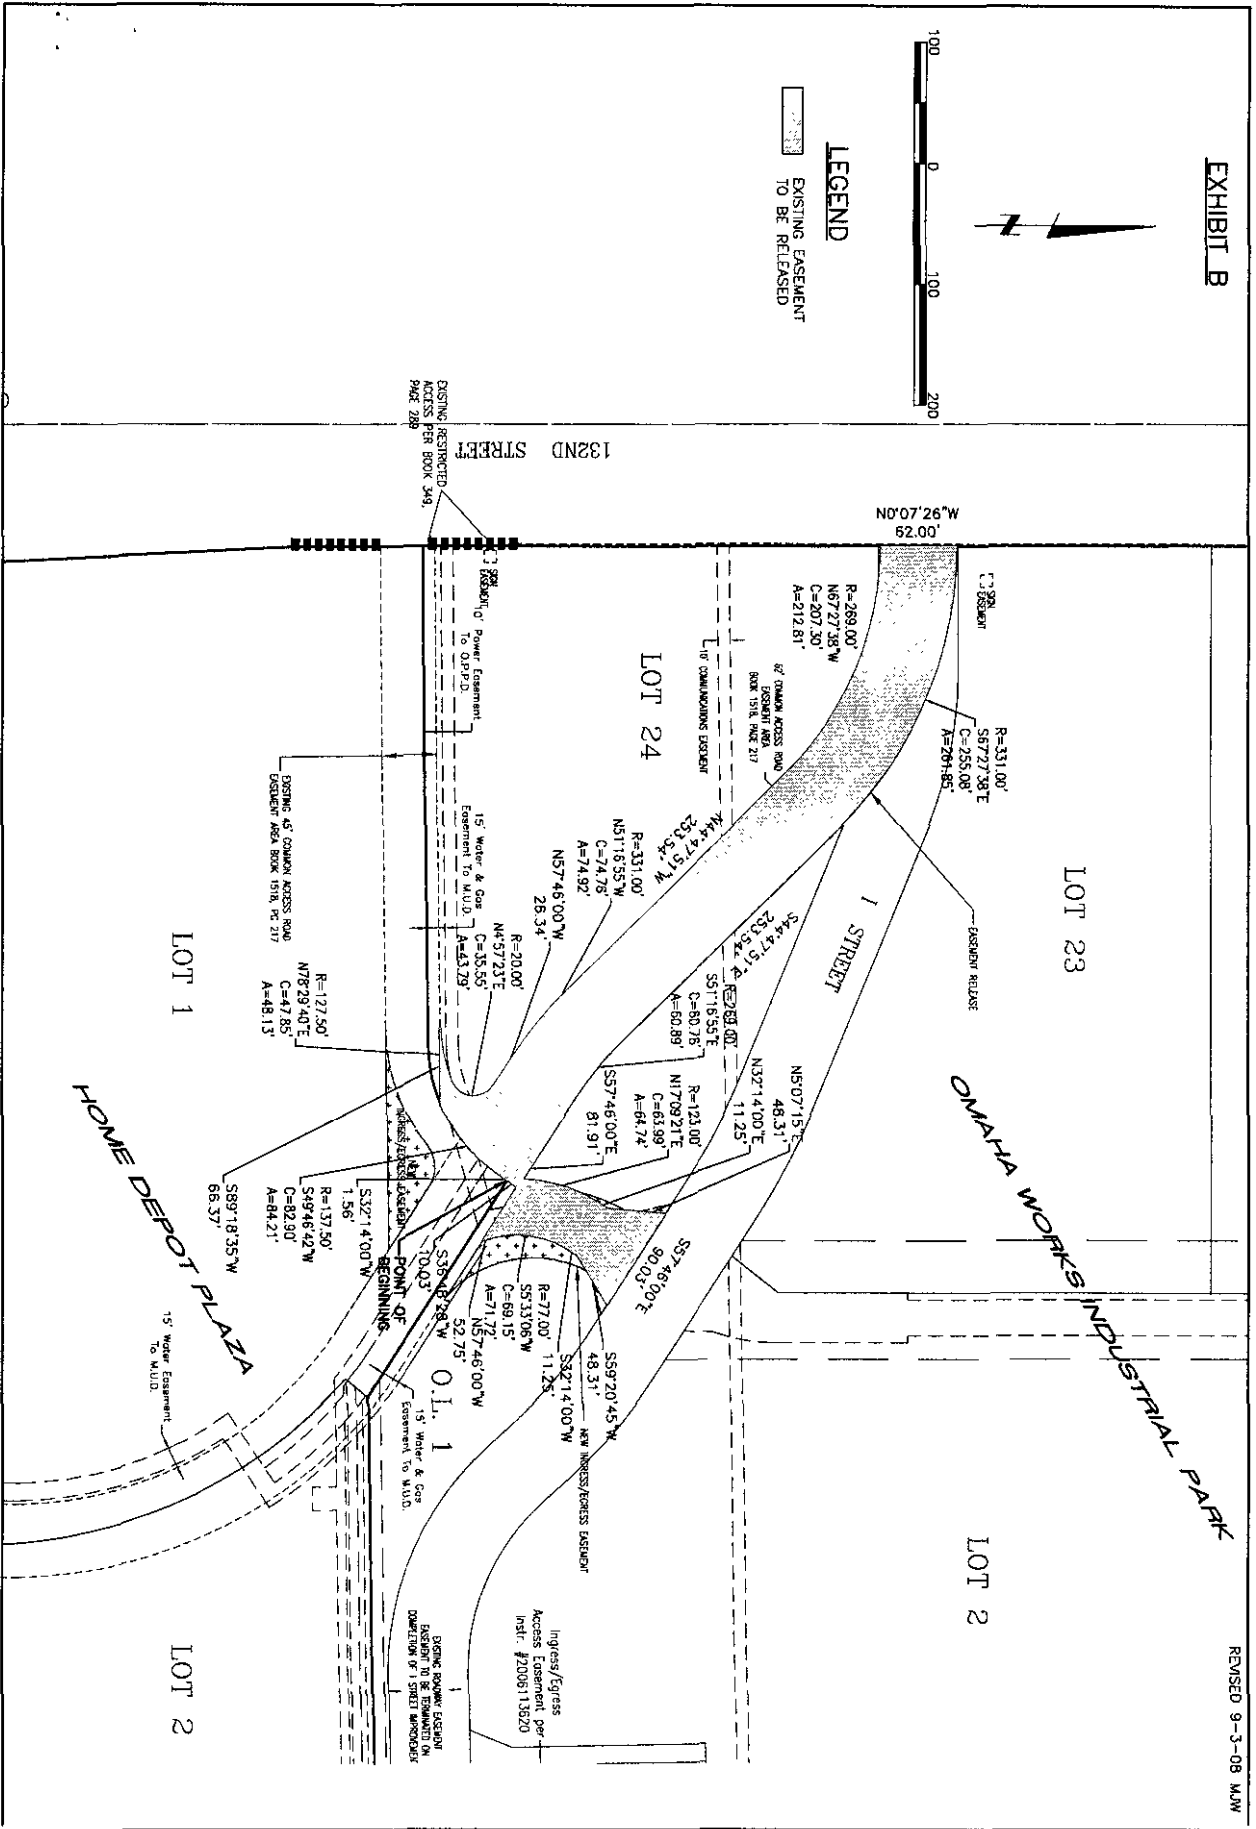 EXHIBIT B
REVISED 9-3-08 MJW
100
0
100
200
N
LEGEND
EXISTING EASEMENT
TO BE RELEASED
132ND STREET
EXISTING RESTRICTED
ACCESS PER BOOK 349,
PAGE 289
N0°07'26"W
62.00'
SIGN
EASEMENT
LOT 23
R=331.00'
S67°27'38"E
C=255.08'
A=261.85'
EASEMENT RELEASE
OMAHA WORKS INDUSTRIAL PARK
LOT 2
R=269.00'
N67°27'38"W
C=207.30'
A=212.81'
62' COMMON ACCESS ROAD
EASEMENT AREA
BOOK 1518, PAGE 217
10' COMMUNICATIONS EASEMENT
LOT 24
I STREET
N44°47'51"W
253.54'
S44°47'51"E
253.54'
R=269.00'
S51°16'55"E
C=60.78'
A=60.89'
N5°07'15"E
48.31'
N32°14'00"E
11.25'
R=123.00'
N17°09'21"E
C=63.99'
A=64.74'
S57°46'00"E
81.91'
R=331.00'
N51°16'55"W
C=74.76'
A=74.92'
N57°46'00"W
26.34'
R=20.00'
N4°57'23"E
C=35.55'
A=43.79'
15' Water & Gas
Easement To M.U.D.
SIGN
EASEMENT
10' Power Easement
To O.P.P.D.
S57°46'00"E
90.03'
S59°20'45"W
48.31'
S32°14'00"W
11.25'
R=77.00'
S5°33'06"W
C=69.15'
A=71.72'
N57°46'00"W
52.75'
NEW INGRESS/EGRESS EASEMENT
S36°48'28"W
10.03'
POINT OF
BEGINNING
S32°14'00"W
1.56'
R=137.50'
S49°46'42"W
C=82.90'
A=84.21'
NEW
INGRESS/EGRESS EASEMENT
S89°18'35"W
66.37'
R=127.50'
N78°29'40"E
C=47.85'
A=48.13'
EXISTING 45' COMMON ACCESS ROAD
EASEMENT AREA BOOK 1518, PG 217
LOT 1
HOME DEPOT PLAZA
15' Water Easement
To M.U.D.
O.L. 1
15' Water & Gas
Easement To M.U.D.
Ingress/Egress
Access Easement per
Instr. #2006113620
EXISTING ROADWAY EASEMENT
EASEMENT TO BE TERMINATED ON
COMPLETION OF I STREET IMPROVEMENT
LOT 2